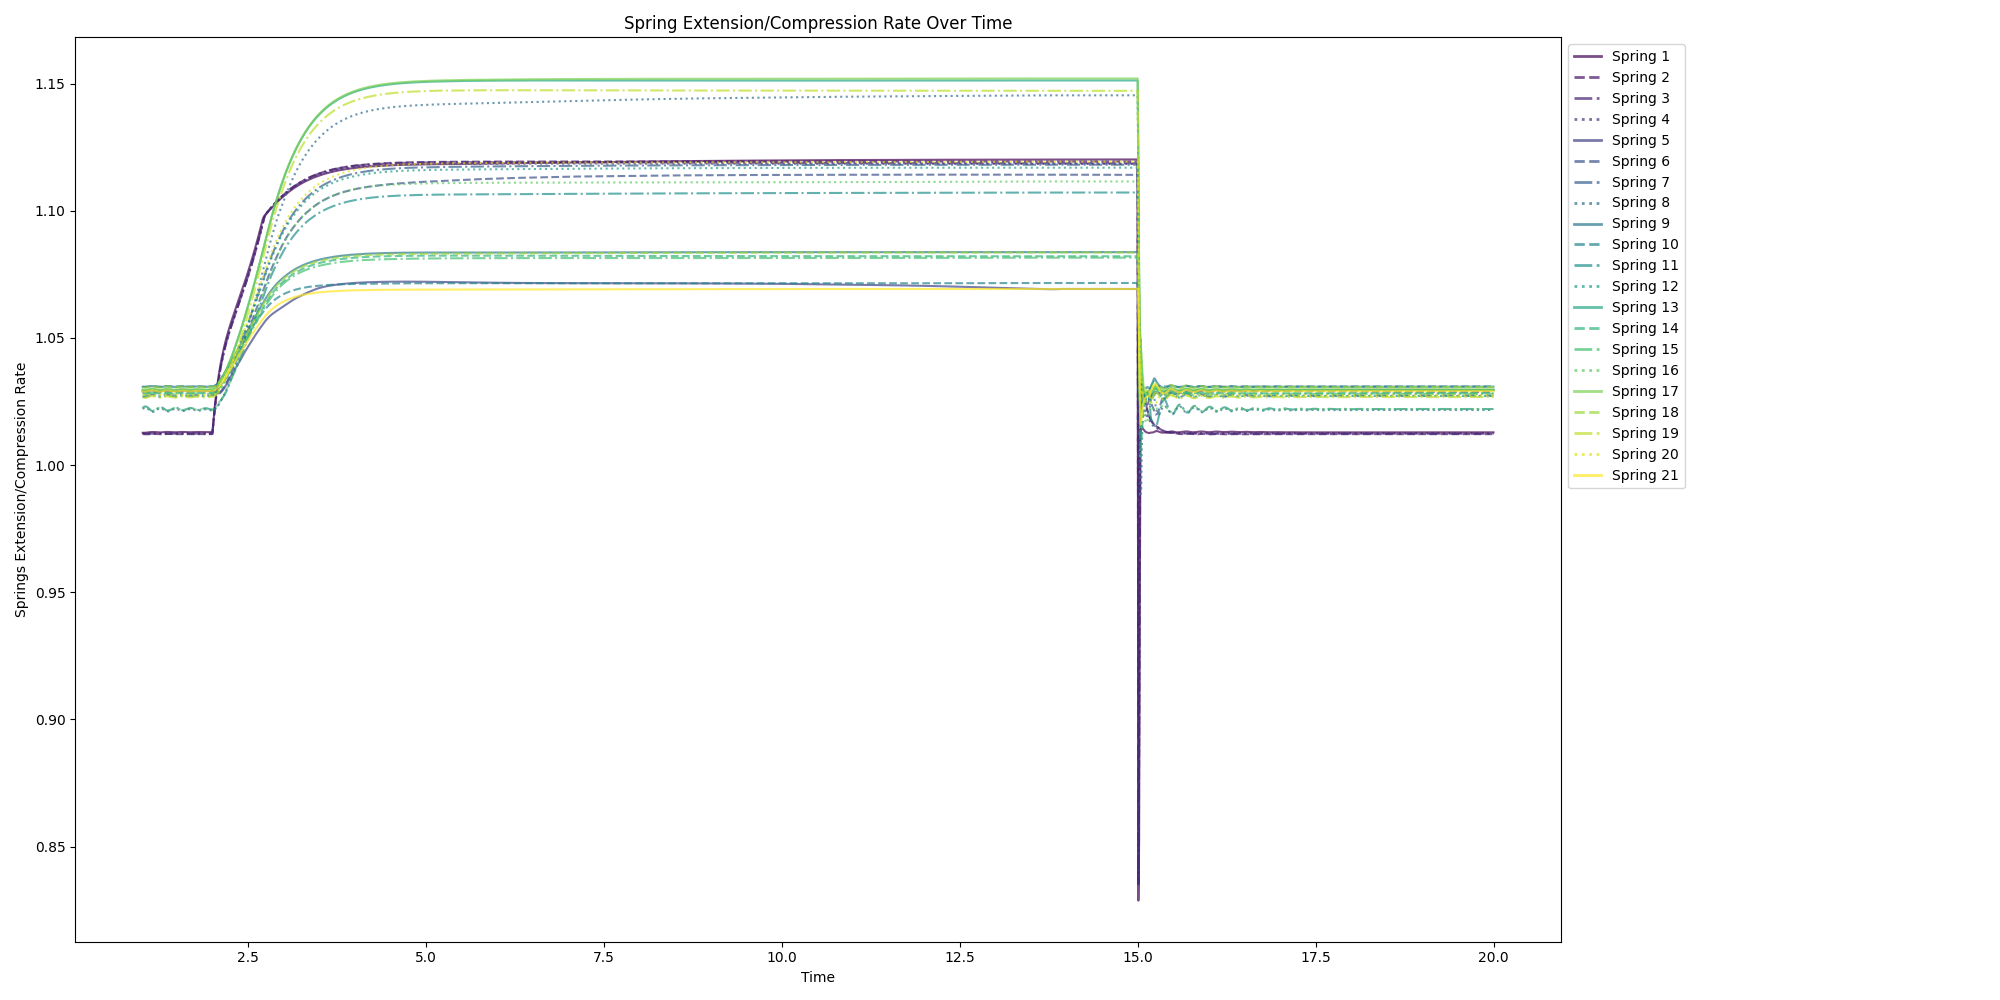 Spring Extension/Compression Rate Over Time
Springs Extension/Compression Rate
1.15
1.10
1.05
1.00
0.95
0.90
0.85
2.5
5.0
7.5
10.0
12.5
15.0
17.5
20.0
Time
Spring 1
Spring 2
Spring 3
Spring 4
Spring 5
Spring 6
Spring 7
Spring 8
Spring 9
Spring 10
Spring 11
Spring 12
Spring 13
Spring 14
Spring 15
Spring 16
Spring 17
Spring 18
Spring 19
Spring 20
Spring 21